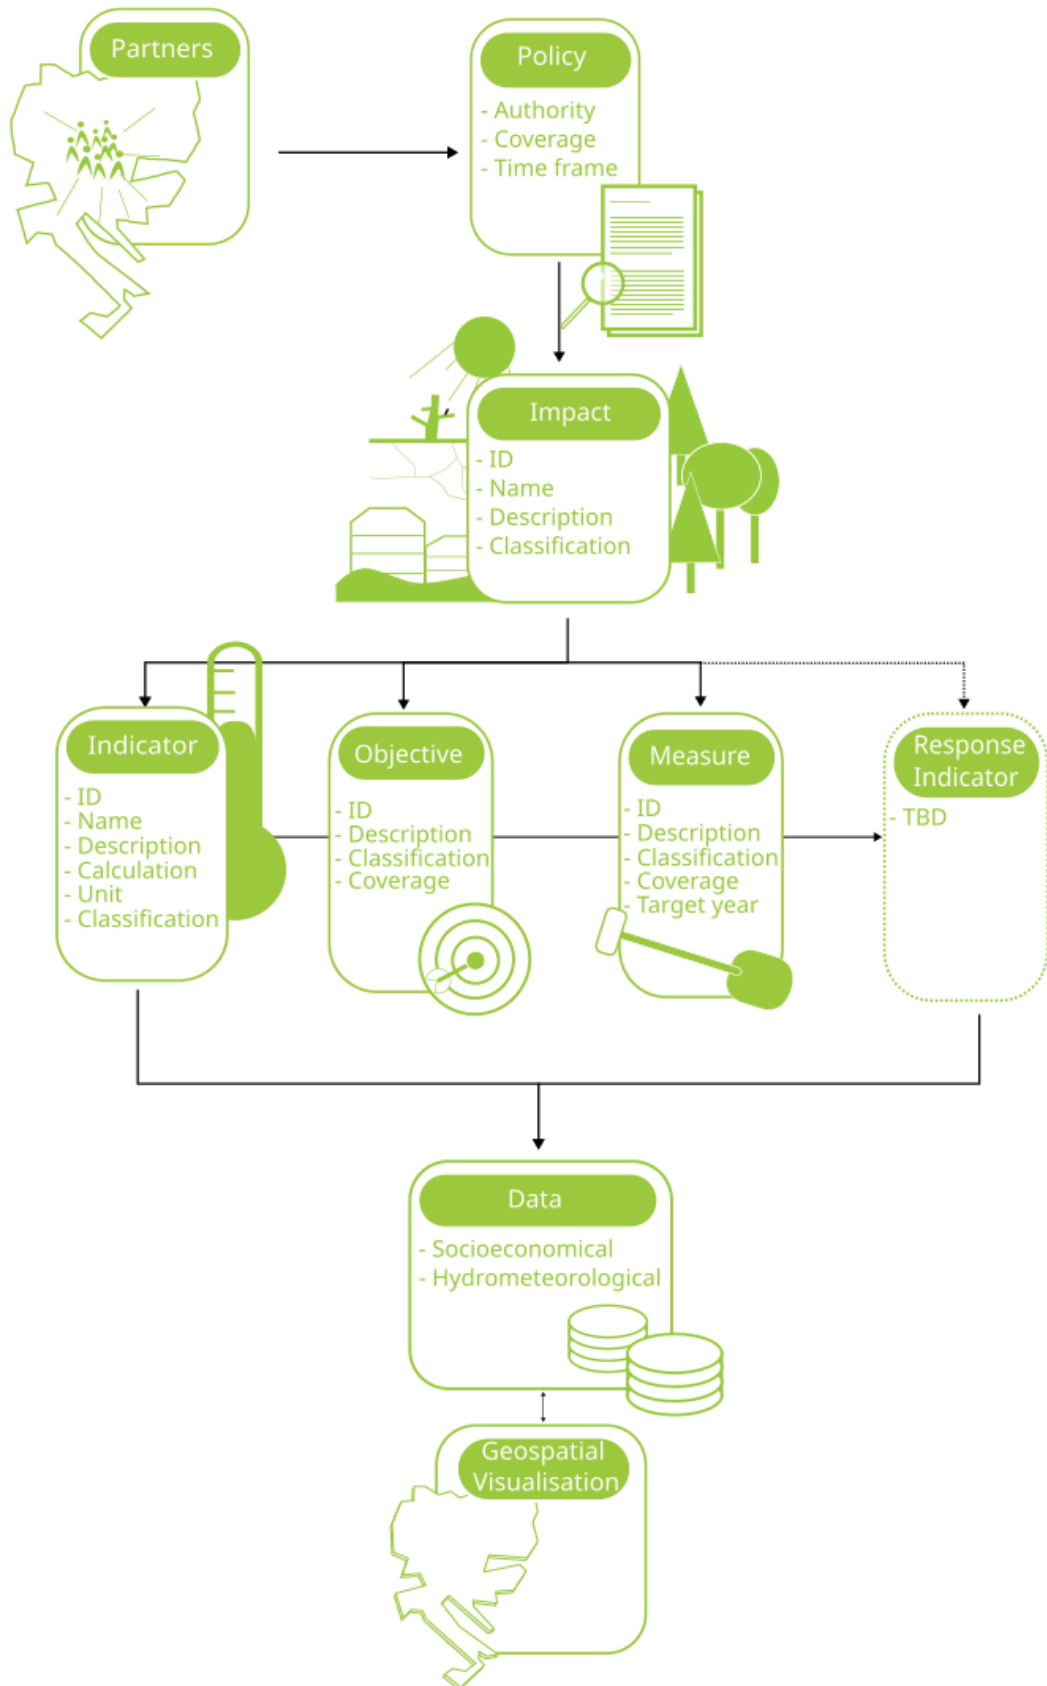 Partners
Policy
- Authority
- Coverage
- Time frame
Impact
- ID
- Name
- Description
- Classification
Indicator
- ID
- Name
- Description
- Calculation
- Unit
- Classification
Objective
- ID
- Description
- Classification
- Coverage
Measure
- ID
- Description
- Classification
- Coverage
- Target year
Response
Indicator
- TBD
Data
- Socioeconomical
- Hydrometeorological
Geospatial
Visualisation